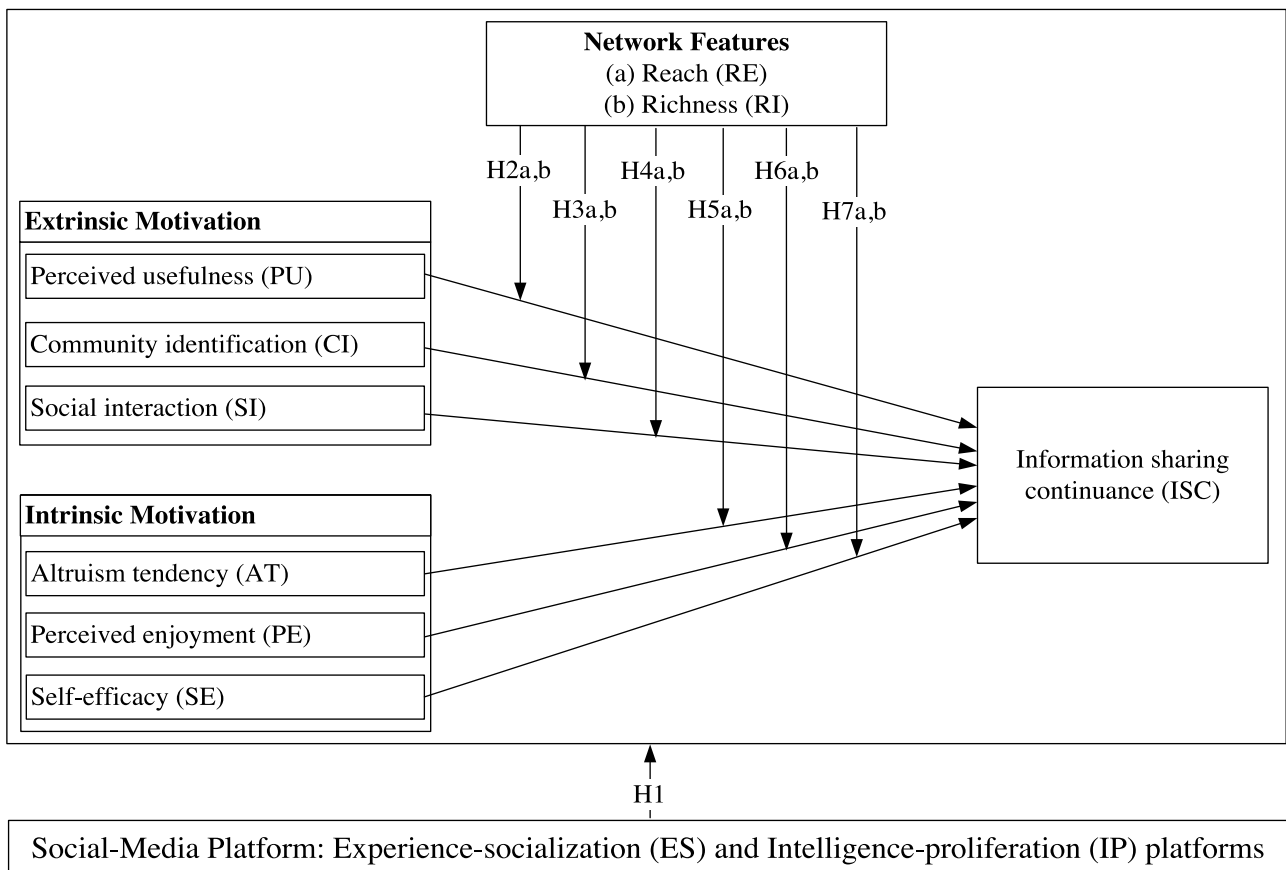 Network Features
(a) Reach (RE)
(b) Richness (RI)
H2a,b
H3a,b
H4a,b
H5a,b
H6a,b
H7a,b
Extrinsic Motivation
Perceived usefulness (PU)
Community identification (CI)
Social interaction (SI)
Intrinsic Motivation
Altruism tendency (AT)
Perceived enjoyment (PE)
Self-efficacy (SE)
Information sharing
continuance (ISC)
H1
Social-Media Platform: Experience-socialization (ES) and Intelligence-proliferation (IP) platforms